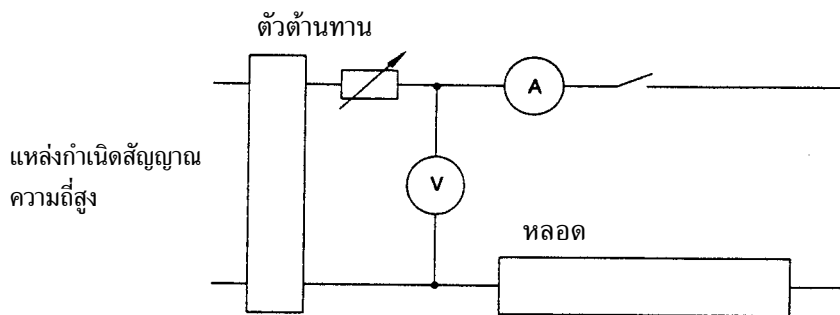 ตัวต้านทาน
A
แหล่งกำเนิดสัญญาณ
ความถี่สูง
V
หลอด